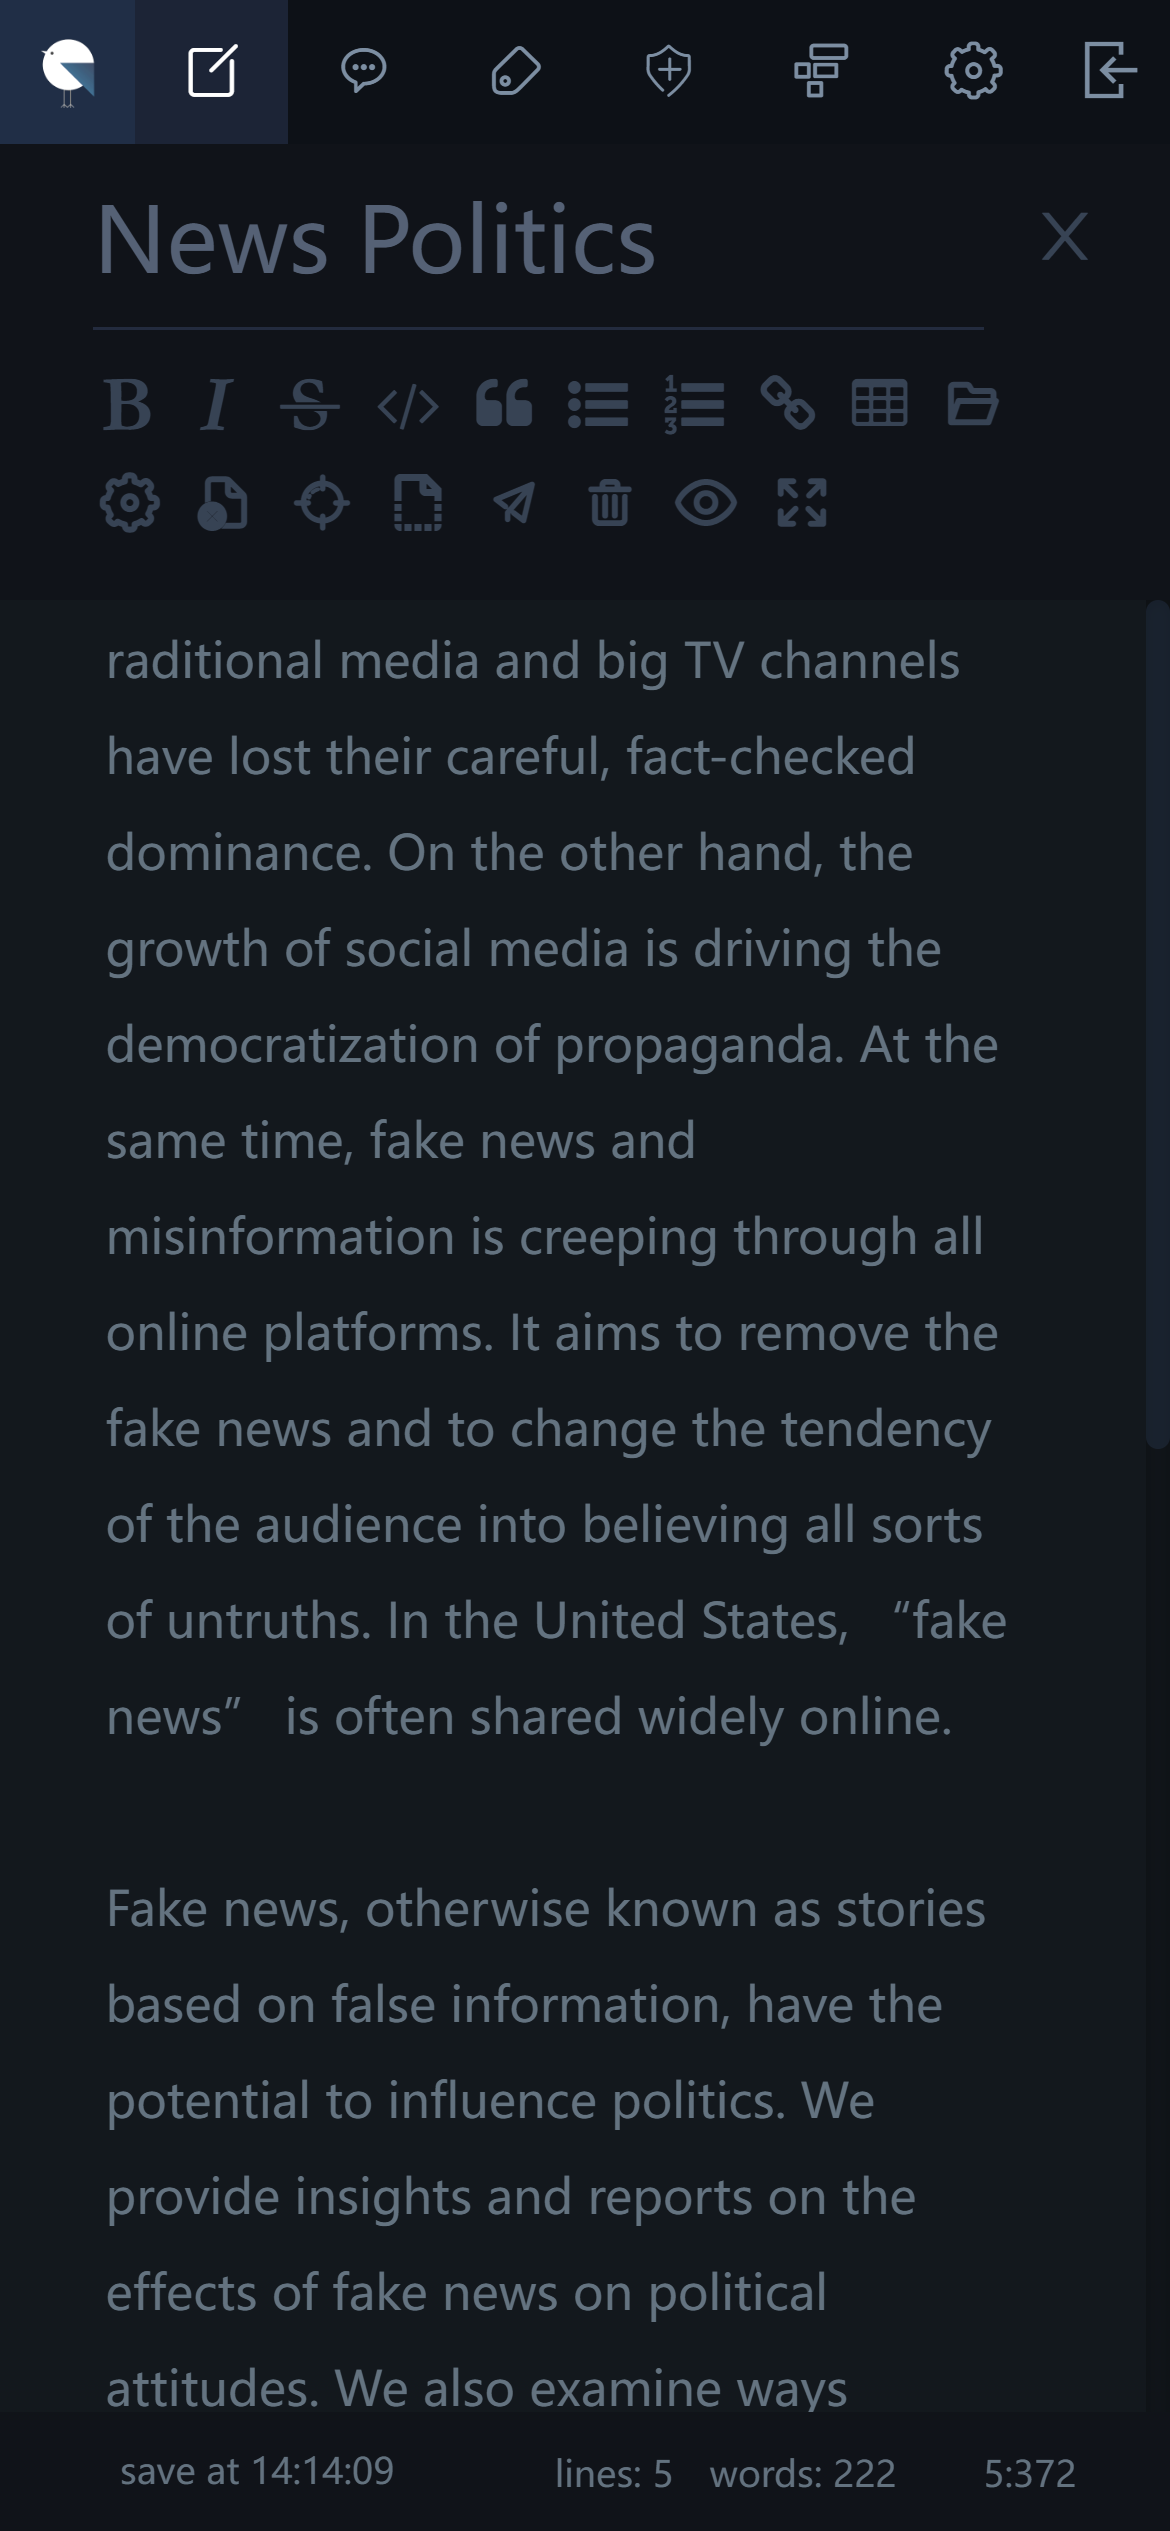 News Politics
raditional media and big TV channels
have lost their careful, fact-checked
dominance. On the other hand, the
growth of social media is driving the
democratization of propaganda. At the
same time, fake news and
misinformation is creeping through all
online platforms. It aims to remove the
fake news and to change the tendency
of the audience into believing all sorts
of untruths. In the United States, “fake
news” is often shared widely online.
Fake news, otherwise known as stories
based on false information, have the
potential to influence politics. We
provide insights and reports on the
effects of fake news on political
attitudes. We also examine ways
save at 14:14:09 lines: 5 words: 222 5:372